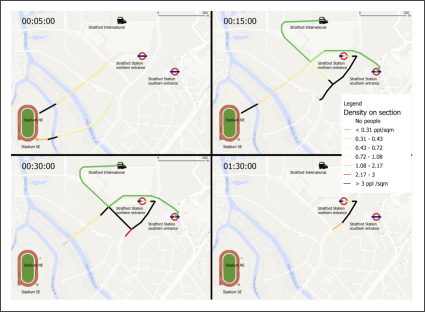 00:05:00
Stratford International
Stratford Station
northern entrance
Stratford Station
southern entrance
Stadium NE
Stadium SE
00:15:00
Stratford International
Stratford Station
northern entrance
Stratford Station
southern entrance
Stadium NE
Stadium SE
Legend
Density on section
No people
< 0.31 ppl/sqm
0.31 - 0.43
0.43 - 0.72
0.72 - 1.08
1.08 - 2.17
2.17 - 3
> 3 ppl /sqm
00:30:00
Stratford International
Stratford Station
northern entrance
Stratford Station
southern entrance
Stadium NE
Stadium SE
01:30:00
Stratford International
Stratford Station
northern entrance
Stratford Station
southern entrance
Stadium NE
Stadium SE